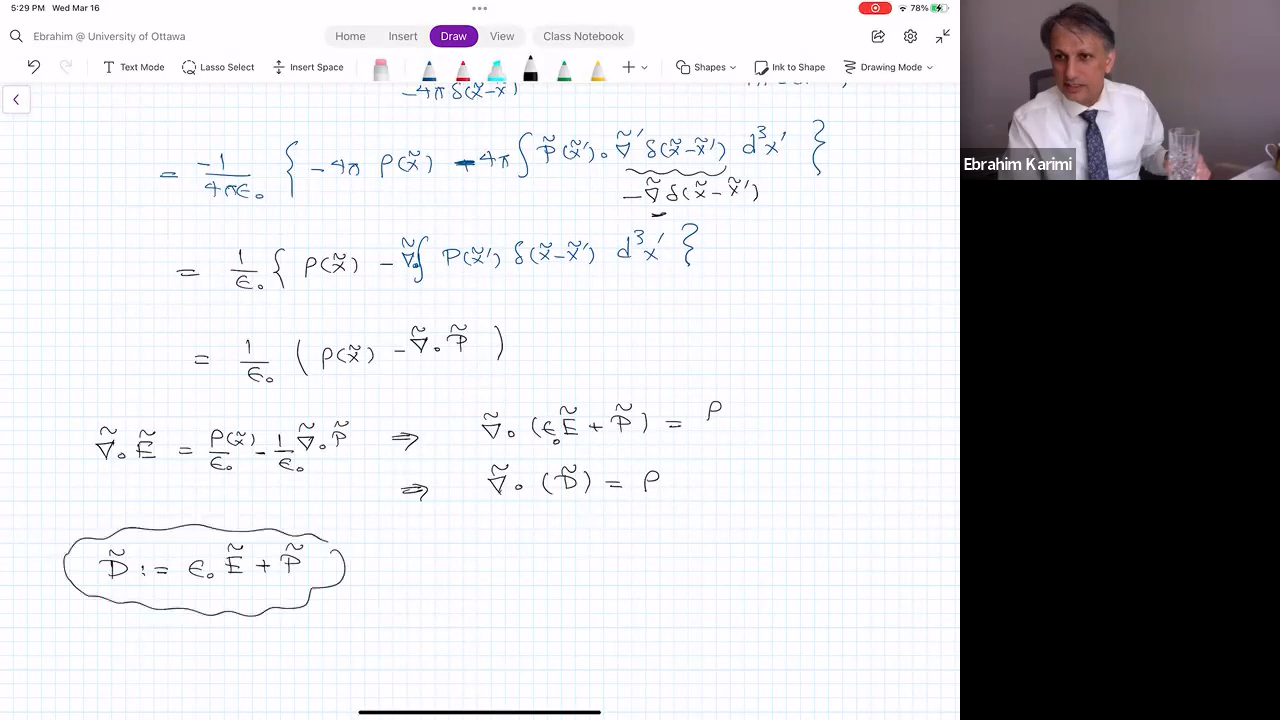 5:29 PM Wed Mar 16
78%
Ebrahim @ University of Ottawa
Home Insert Draw View Class Notebook
Text Mode Lasso Select Insert Space Shapes Ink to Shape Drawing Mode
-4π δ(x̃-x̃)
= -1/4πε₀ { -4π ρ(x̃) -4π ∫ P̃(x̃')·∇̃' δ(x̃-x̃') d³x' }
-∇̃ δ(x̃-x̃')
= 1/ε₀ { ρ(x̃) - ∇̃·∫ P(x̃') δ(x̃-x̃') d³x' }
= 1/ε₀ ( ρ(x̃) - ∇̃·P̃ )
∇̃·Ẽ = ρ(x̃)/ε₀ - 1/ε₀ ∇̃·P̃ ⇒ ∇̃·(ε₀Ẽ + P̃) = ρ
⇒ ∇̃·(D̃) = ρ
D̃ := ε₀ Ẽ + P̃
Ebrahim Karimi